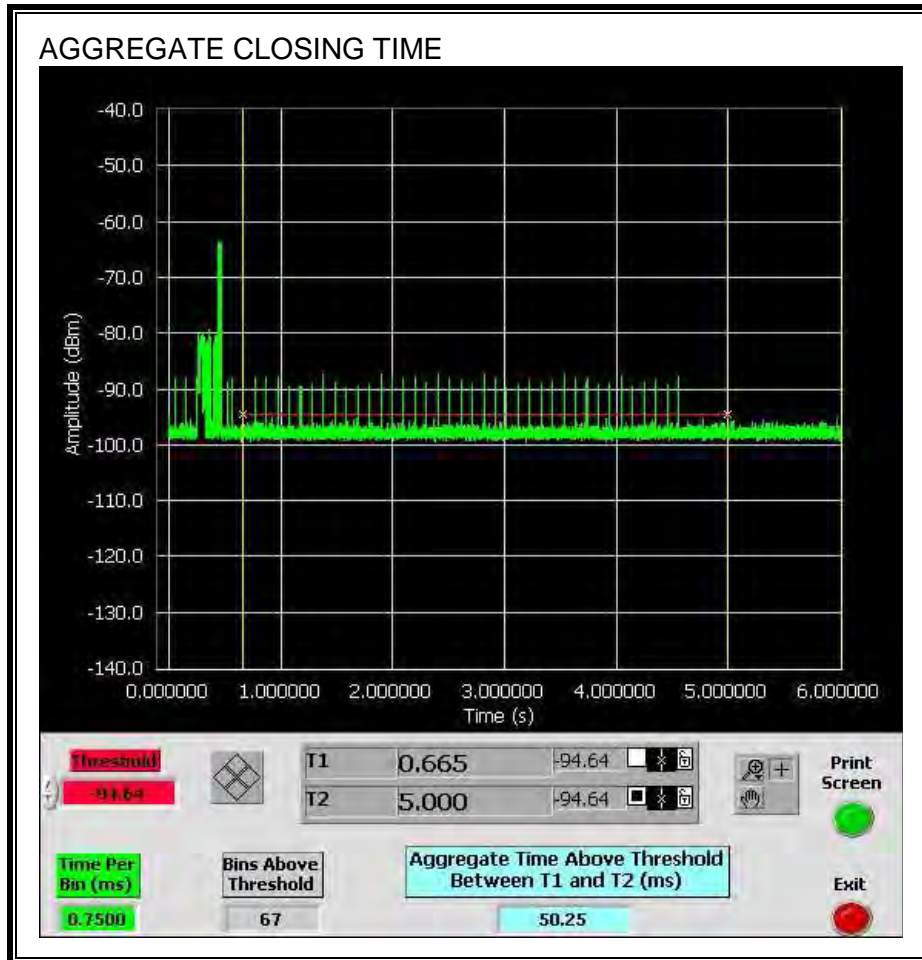 AGGREGATE CLOSING TIME
-40.0
-50.0
-60.0
-70.0
-80.0
-90.0
-100.0
-110.0
-120.0
-130.0
-140.0
Amplitude (dBm)
0.000000 1.000000 2.000000 3.000000 4.000000 5.000000 6.000000
Time (s)
Threshold
-94.64
T1 0.665 -94.64
T2 5.000 -94.64
Print
Screen
Time Per
Bin (ms)
0.7500
Bins Above
Threshold
67
Aggregate Time Above Threshold
Between T1 and T2 (ms)
50.25
Exit